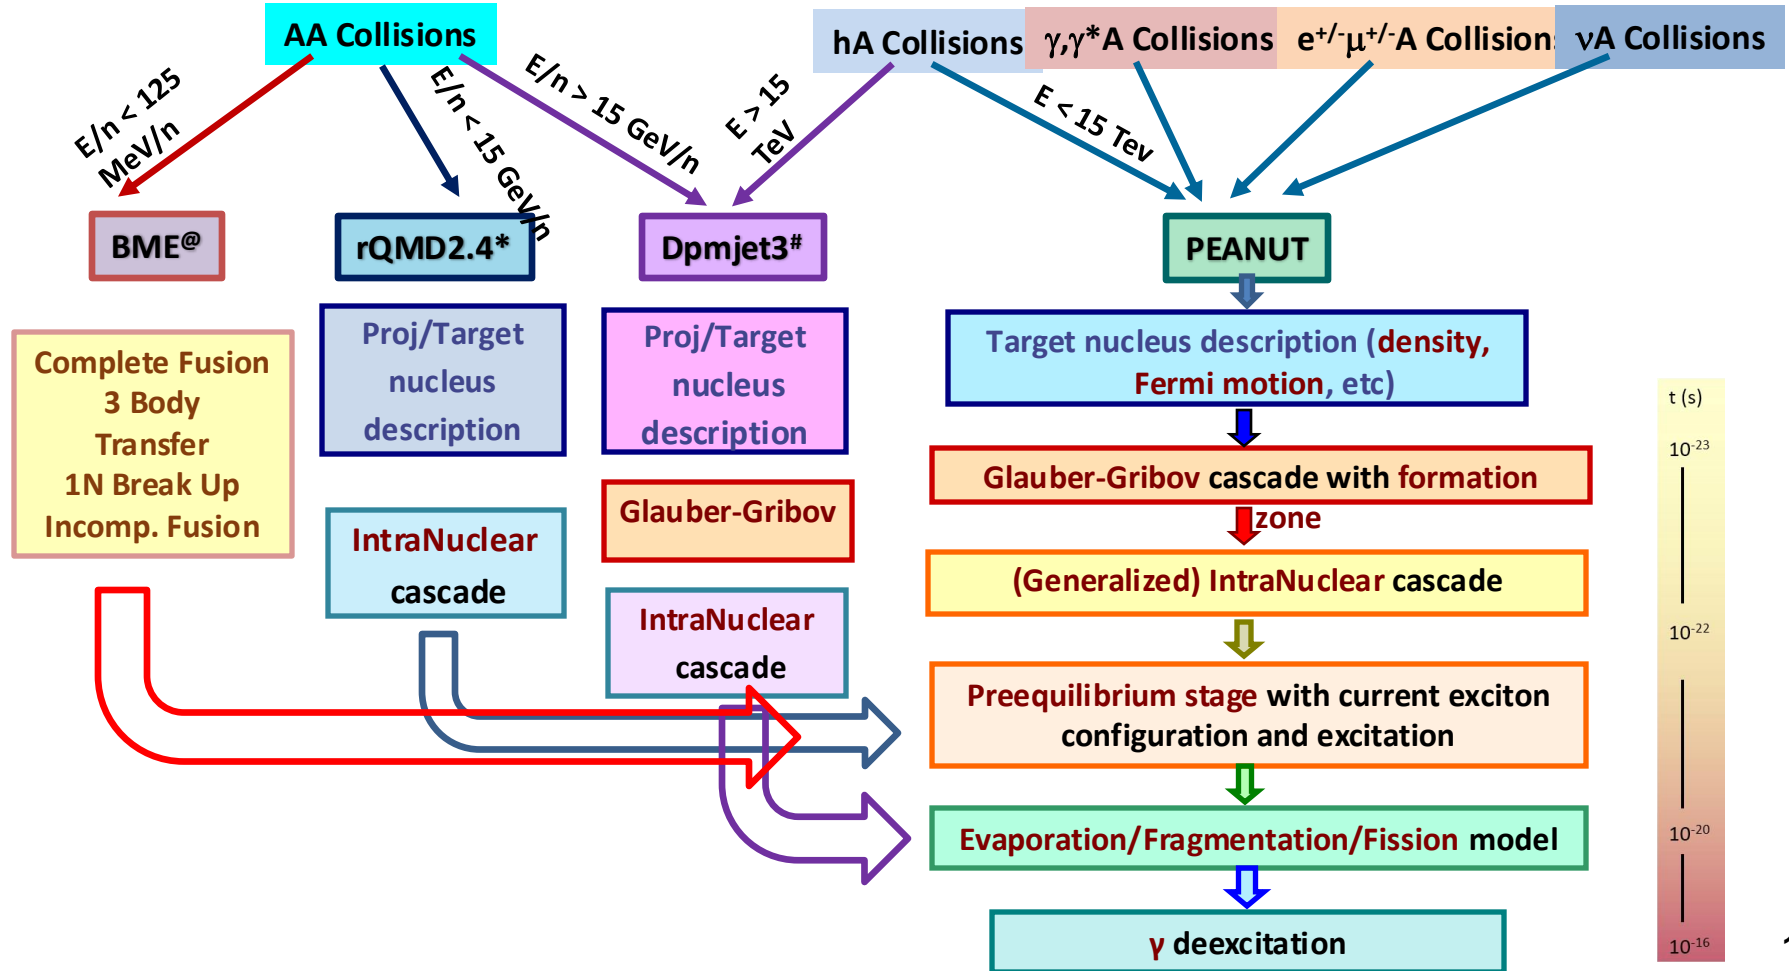 AA Collisions
hA Collisions
γ,γ*A Collisions
e+/-μ+/-A Collisions
νA Collisions
E/n < 125
MeV/n
E/n < 15 GeV/n
E/n > 15 GeV/n
E > 15
TeV
E < 15 Tev
BME@
rQMD2.4*
Dpmjet3#
PEANUT
Complete Fusion
3 Body
Transfer
1N Break Up
Incomp. Fusion
Proj/Target
nucleus
description
IntraNuclear
cascade
Proj/Target
nucleus
description
Glauber-Gribov
IntraNuclear
cascade
Target nucleus description (density,
Fermi motion, etc)
Glauber-Gribov cascade with formation
zone
(Generalized) IntraNuclear cascade
Preequilibrium stage with current exciton
configuration and excitation
Evaporation/Fragmentation/Fission model
γ deexcitation
t (s)
10-23
10-22
10-20
10-16